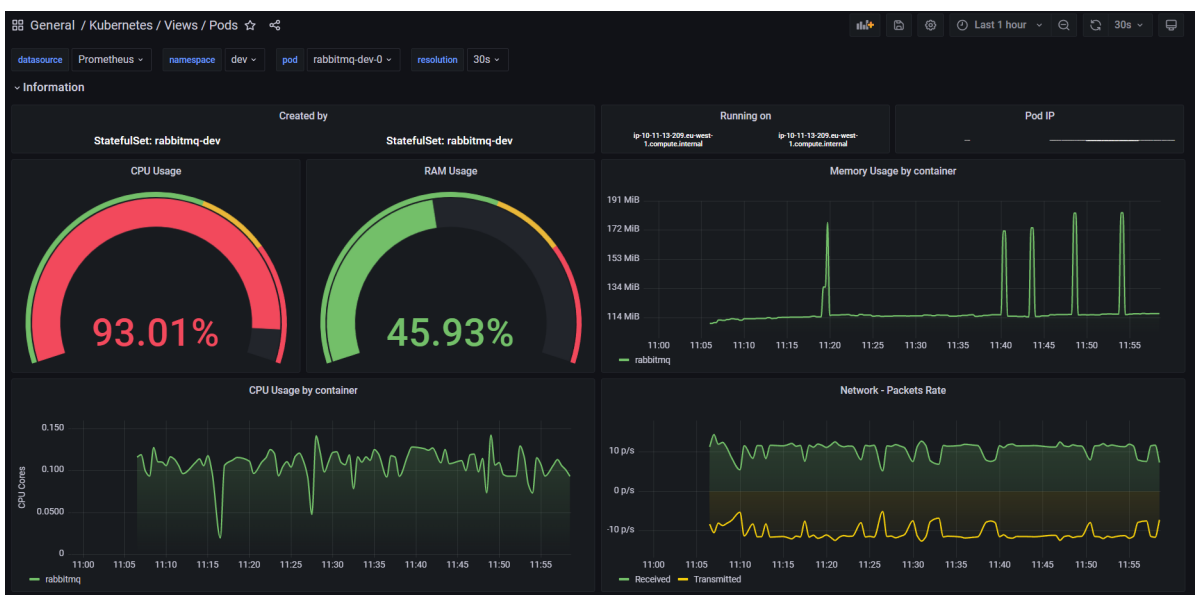 General / Kubernetes / Views / Pods
Last 1 hour
30s
datasource Prometheus namespace dev pod rabbitmq-dev-0 resolution 30s
Information
Created by
StatefulSet: rabbitmq-dev StatefulSet: rabbitmq-dev
Running on
ip-10-11-13-209.eu-west-
1.compute.internal
ip-10-11-13-209.eu-west-
1.compute.internal
Pod IP
CPU Usage
93.01%
RAM Usage
45.93%
Memory Usage by container
191 MiB
172 MiB
153 MiB
134 MiB
114 MiB
11:00 11:05 11:10 11:15 11:20 11:25 11:30 11:35 11:40 11:45 11:50 11:55
rabbitmq
CPU Usage by container
CPU Cores
0.150
0.100
0.0500
0
11:00 11:05 11:10 11:15 11:20 11:25 11:30 11:35 11:40 11:45 11:50 11:55
rabbitmq
Network - Packets Rate
10 p/s
0 p/s
-10 p/s
11:00 11:05 11:10 11:15 11:20 11:25 11:30 11:35 11:40 11:45 11:50 11:55
Received Transmitted